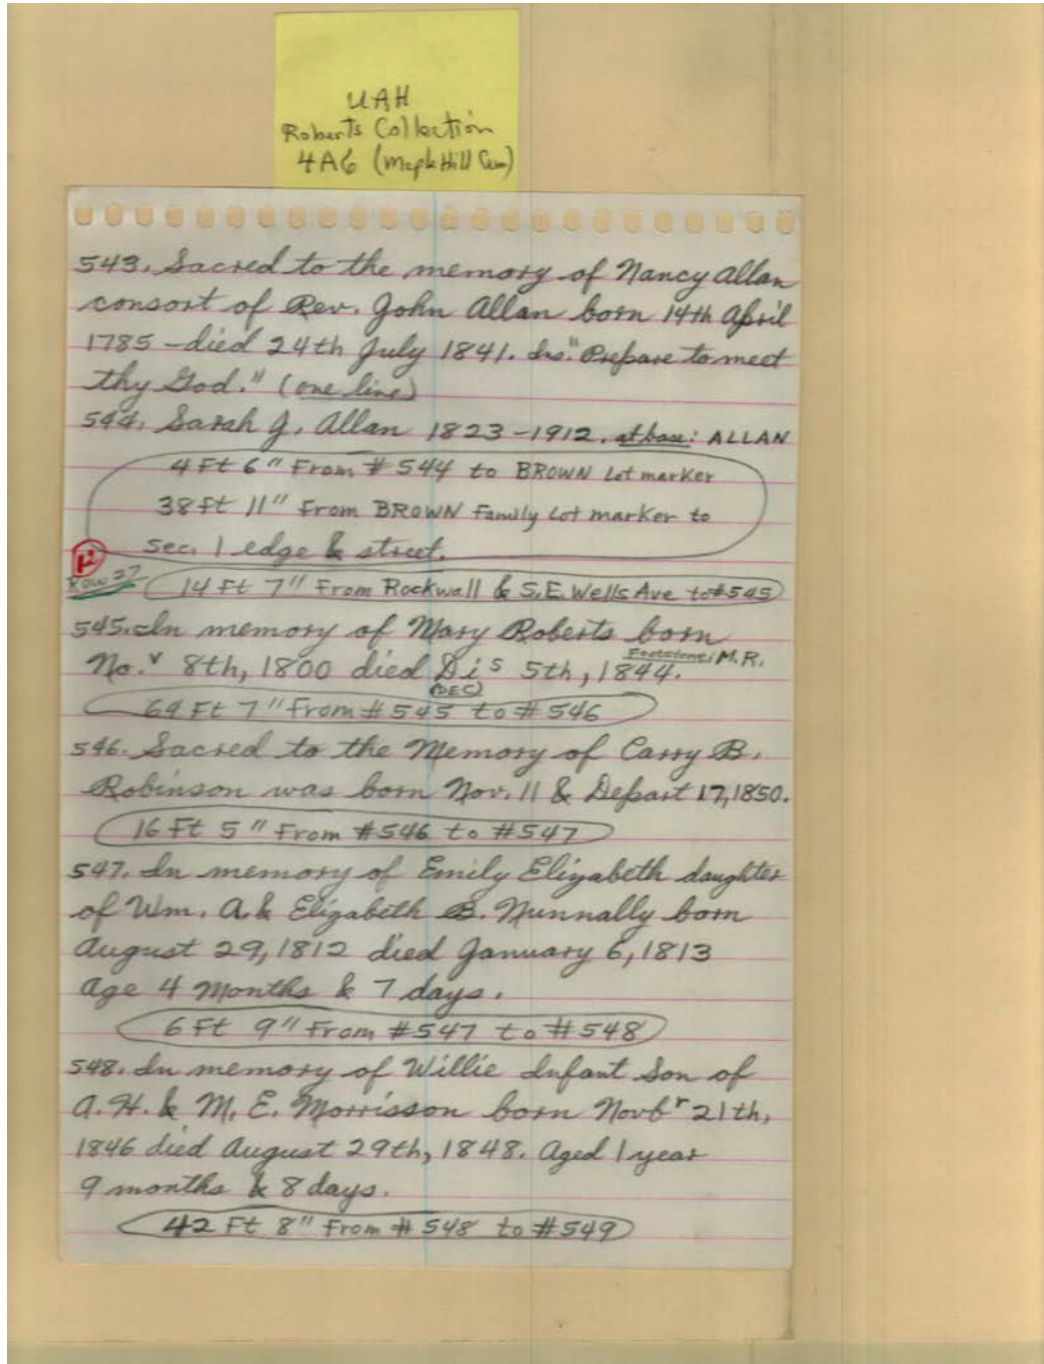 UAH
Roberts Collection
4A6 (Maple Hill Cem)
543. Sacred to the memory of Nancy Allan
consort of Rev. John Allan born 14th April
1785 - died 24th July 1841. Ins: "Prepare to meet
thy God." (one line)
544. Sarah J. Allan 1823-1912. at base: ALLAN
4 Ft 6" From # 544 to BROWN Lot marker
38 Ft 11" From BROWN Family Lot marker to
Sec. 1 edge & street.
Row 27
14 Ft 7" From Rockwall & S.E. Wells Ave to #545
545. In memory of Mary Roberts born
Footstone: M.R.
No.v 8th, 1800 died Dis 5th, 1844.
(DEC)
69 Ft 7" From #545 to #546
546. Sacred to the Memory of Carry B.
Robinson was born Nov. 11 & Depart 17, 1850.
16 Ft 5" From #546 to #547
547. In memory of Emily Elizabeth daughter
of Wm. A. & Elizabeth B. Nunnally born
August 29, 1812 died January 6, 1813
Age 4 Months & 7 days.
6 Ft 9" From #547 to #548
548. In memory of Willie Infant Son of
A. H. & M. E. Morrisson born Novbr 21th,
1846 died August 29th, 1848. Aged 1 year
9 months & 8 days.
42 Ft 8" From # 548 to #549